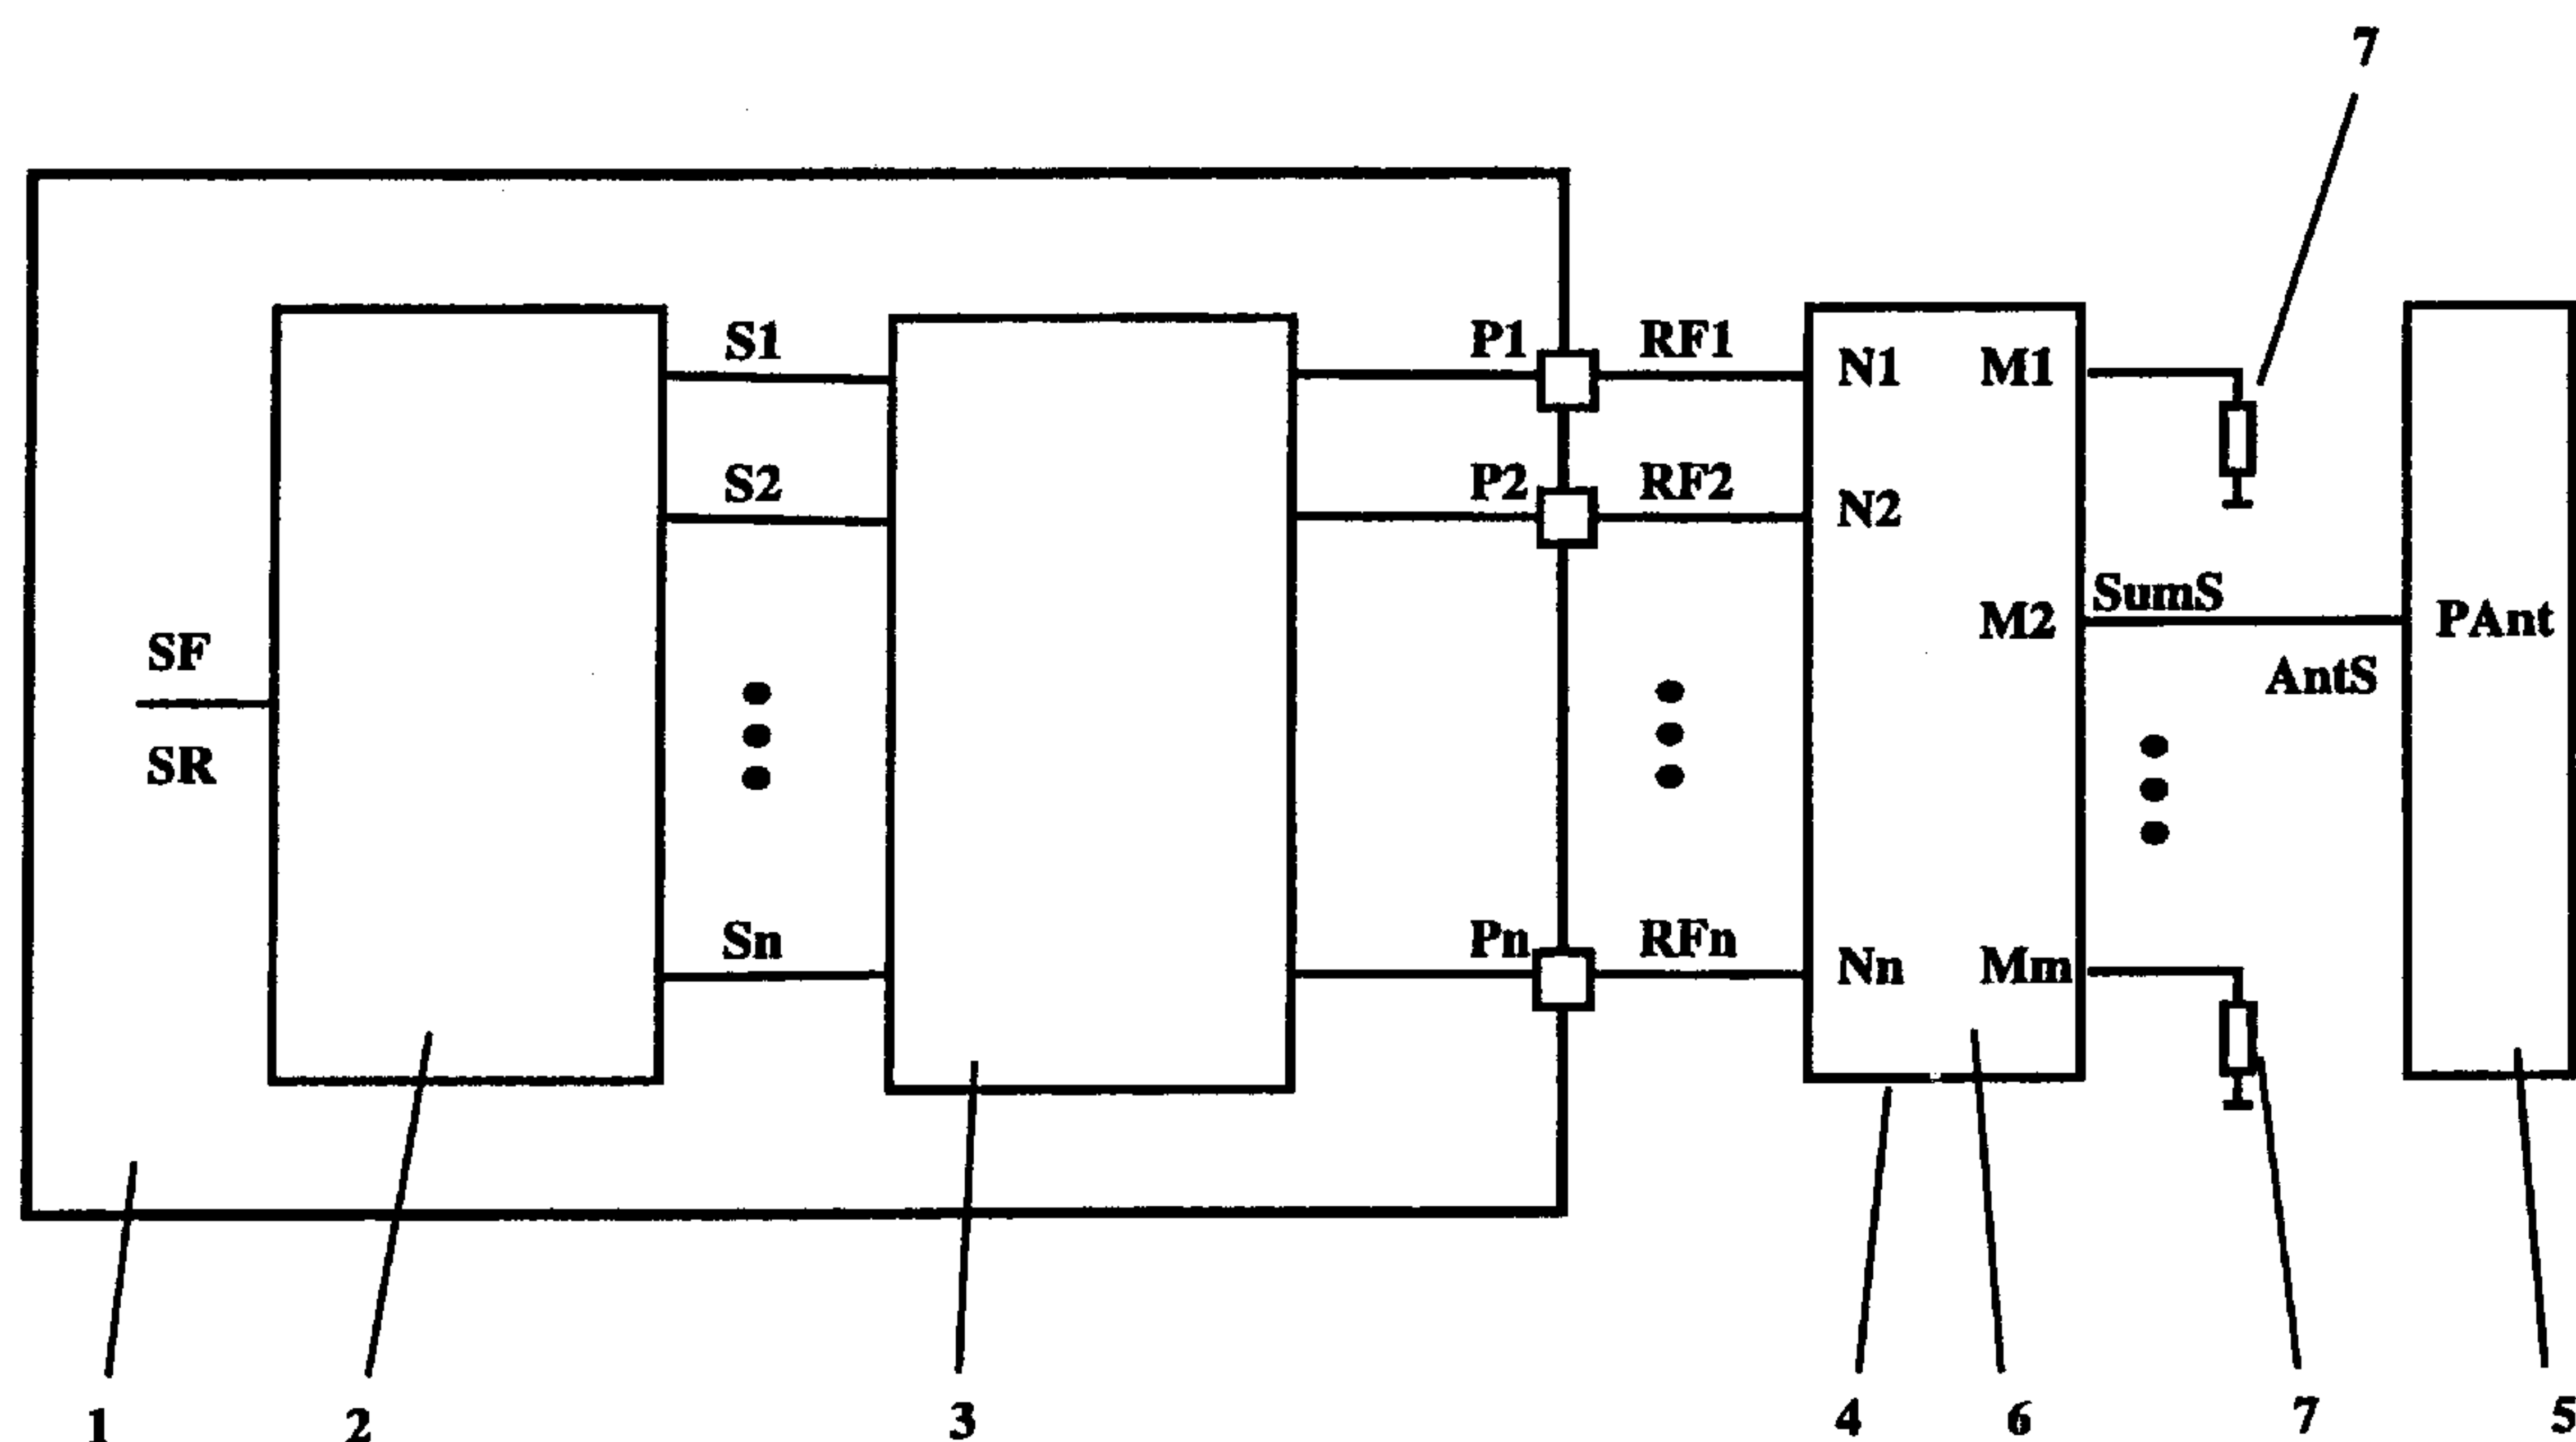 7
S1
P1 RF1
N1 M1
S2
P2 RF2
N2
SumS
M2
PAnt
SF
AntS
SR
Sn
Pn RFn
Nn Mm
1 2 3 4 6 7 5